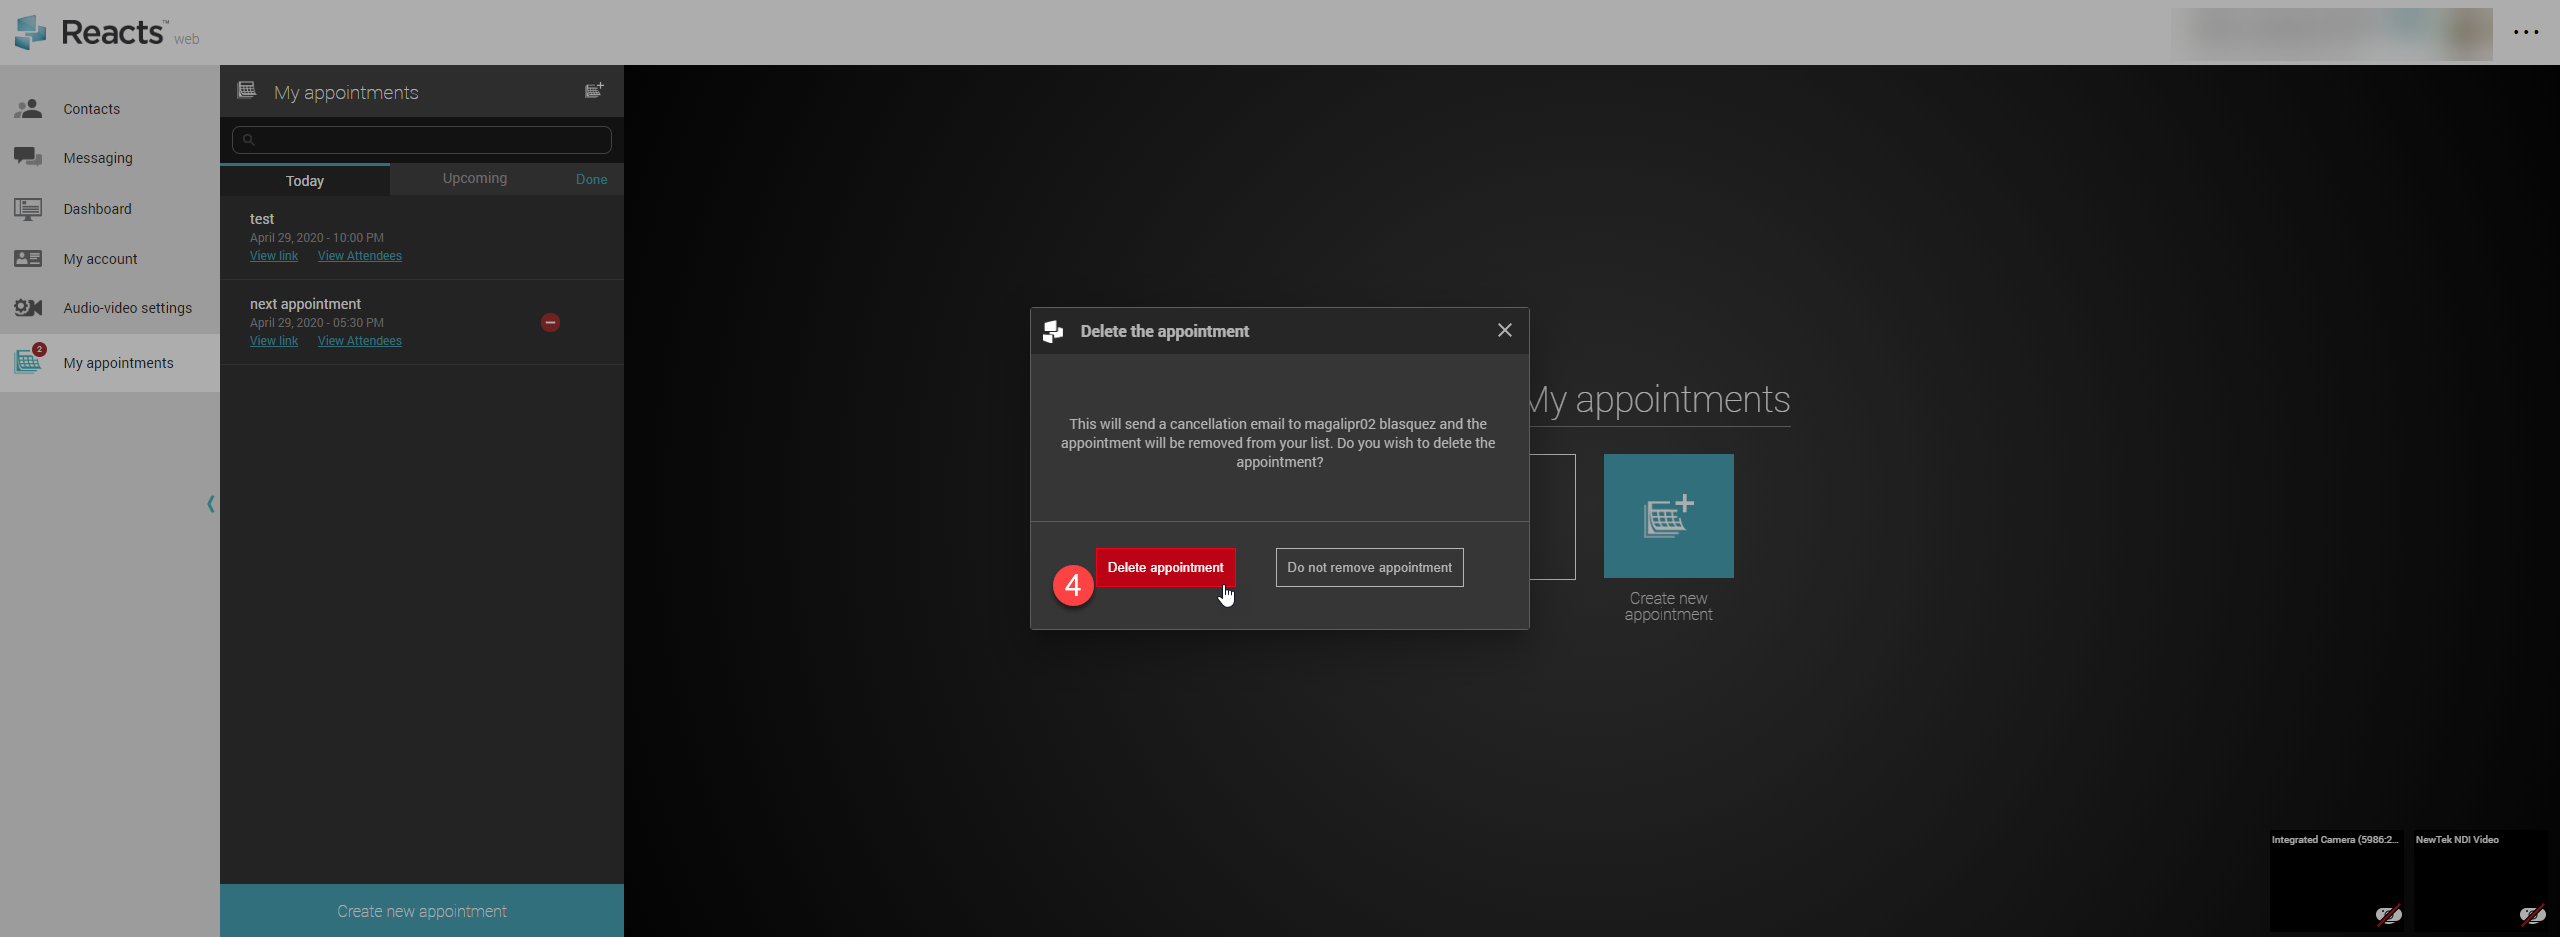 Reacts™ web
Contacts
Messaging
Dashboard
My account
Audio-video settings
2
My appointments
My appointments
Today
Upcoming
Done
test
April 29, 2020 - 10:00 PM
View link View Attendees
next appointment
April 29, 2020 - 05:30 PM
View link View Attendees
Create new appointment
Delete the appointment
This will send a cancellation email to magalipr02 blasquez and the
appointment will be removed from your list. Do you wish to delete the
appointment?
4
Delete appointment
Do not remove appointment
My appointments
Create new
appointment
Integrated Camera (5986:2...
NewTek NDI Video